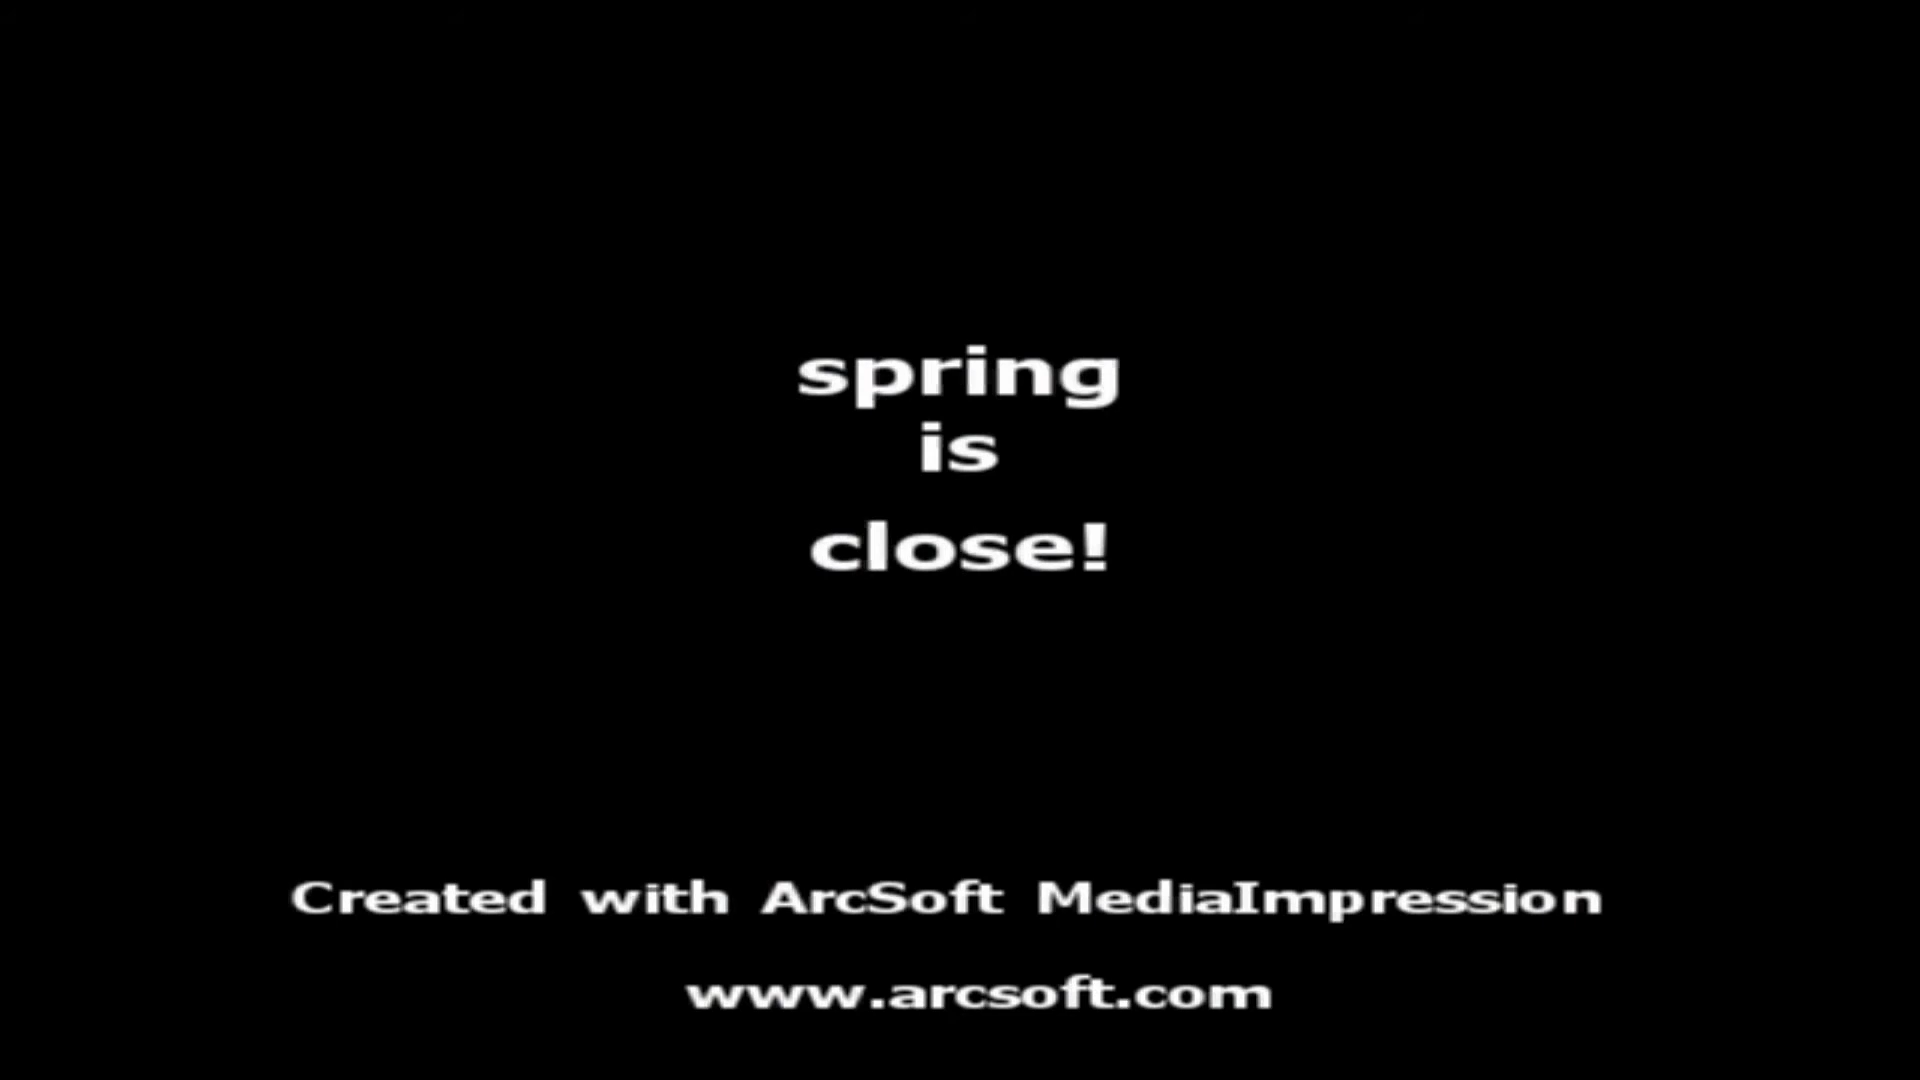 spring
is
close!
Created with ArcSoft MediaImpression
www.arcsoft.com